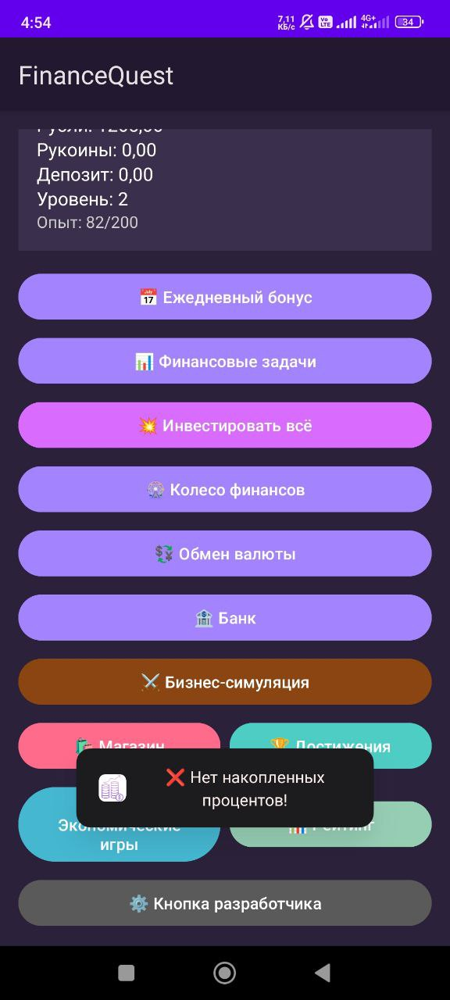 4:54
7,11
КБ/с
Vo
LTE
4G+
34
FinanceQuest
Рукоины: 0,00
Депозит: 0,00
Уровень: 2
Опыт: 82/200
📅 Ежедневный бонус
📊 Финансовые задачи
💥 Инвестировать всё
🎡 Колесо финансов
💱 Обмен валюты
🏦 Банк
⚔️ Бизнес-симуляция
🛍️ Магазин
🏆 Достижения
❌ Нет накопленных
процентов!
Экономические
игры
📊 Рейтинг
⚙️ Кнопка разработчика